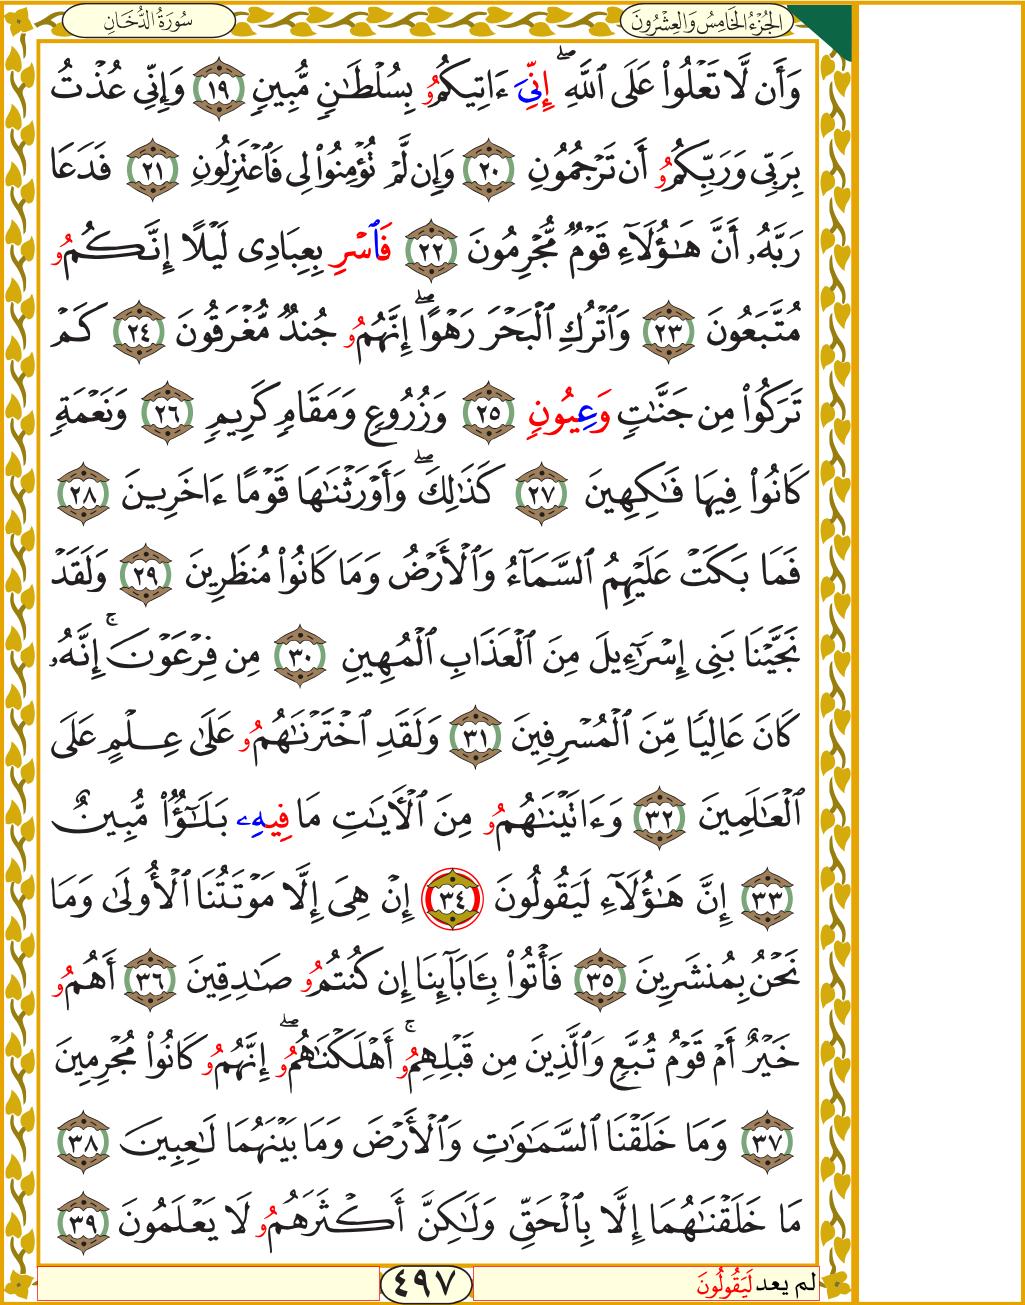 سُورَةُ الدُّخَانِ
الجُزْءُ الخَامِسُ وَالعِشْرُونَ
وَأَن لَّا تَعْلُوا۟ عَلَى ٱللَّهِۖ إِنِّىَ ءَاتِيكُمُۥ بِسُلْطَـٰنٍ مُّبِينٍ ١٩ وَإِنِّى عُذْتُ
بِرَبِّى وَرَبِّكُمُۥ أَن تَرْجُمُونِ ٢٠ وَإِن لَّمْ تُؤْمِنُوا۟ لِى فَٱعْتَزِلُونِ ٢١ فَدَعَا
رَبَّهُۥ أَنَّ هَـٰٓؤُلَآءِ قَوْمٌ مُّجْرِمُونَ ٢٢ فَٱسْرِ بِعِبَادِى لَيْلًا إِنَّكُمُۥ
مُتَّبَعُونَ ٢٣ وَٱتْرُكِ ٱلْبَحْرَ رَهْوًاۖ إِنَّهُمُۥ جُندٌ مُّغْرَقُونَ ٢٤ كَمْ
تَرَكُوا۟ مِن جَنَّـٰتٍ وَعِيُونٍ ٢٥ وَزُرُوعٍ وَمَقَامٍ كَرِيمٍ ٢٦ وَنَعْمَةٍ
كَانُوا۟ فِيهَا فَـٰكِهِينَ ٢٧ كَذَٰلِكَۖ وَأَوْرَثْنَـٰهَا قَوْمًا ءَاخَرِينَ ٢٨
فَمَا بَكَتْ عَلَيْهِمُ ٱلسَّمَآءُ وَٱلْأَرْضُ وَمَا كَانُوا۟ مُنظَرِينَ ٢٩ وَلَقَدْ
نَجَّيْنَا بَنِىٓ إِسْرَٰٓءِيلَ مِنَ ٱلْعَذَابِ ٱلْمُهِينِ ٣٠ مِن فِرْعَوْنَۚ إِنَّهُۥ
كَانَ عَالِيًا مِّنَ ٱلْمُسْرِفِينَ ٣١ وَلَقَدِ ٱخْتَرْنَـٰهُمُۥ عَلَىٰ عِلْمٍ عَلَى
ٱلْعَـٰلَمِينَ ٣٢ وَءَاتَيْنَـٰهُمُۥ مِنَ ٱلْـَٔايَـٰتِ مَا فِيهِۦ بَلَـٰٓؤٌا۟ مُّبِينٌ
٣٣ إِنَّ هَـٰٓؤُلَآءِ لَيَقُولُونَ ٣٤ إِنْ هِىَ إِلَّا مَوْتَتُنَا ٱلْأُولَىٰ وَمَا
نَحْنُ بِمُنشَرِينَ ٣٥ فَأْتُوا۟ بِـَٔابَآئِنَا إِن كُنتُمُۥ صَـٰدِقِينَ ٣٦ أَهُمُۥ
خَيْرٌ أَمْ قَوْمُ تُبَّعٍ وَٱلَّذِينَ مِن قَبْلِهِمُۥۚ أَهْلَكْنَـٰهُمُۥۖ إِنَّهُمُۥ كَانُوا۟ مُجْرِمِينَ
٣٧ وَمَا خَلَقْنَا ٱلسَّمَـٰوَٰتِ وَٱلْأَرْضَ وَمَا بَيْنَهُمَا لَـٰعِبِينَ ٣٨
مَا خَلَقْنَـٰهُمَآ إِلَّا بِٱلْحَقِّ وَلَـٰكِنَّ أَكْثَرَهُمُۥ لَا يَعْلَمُونَ ٣٩
لم يعد لَيَقُولُونَ
٤٩٧